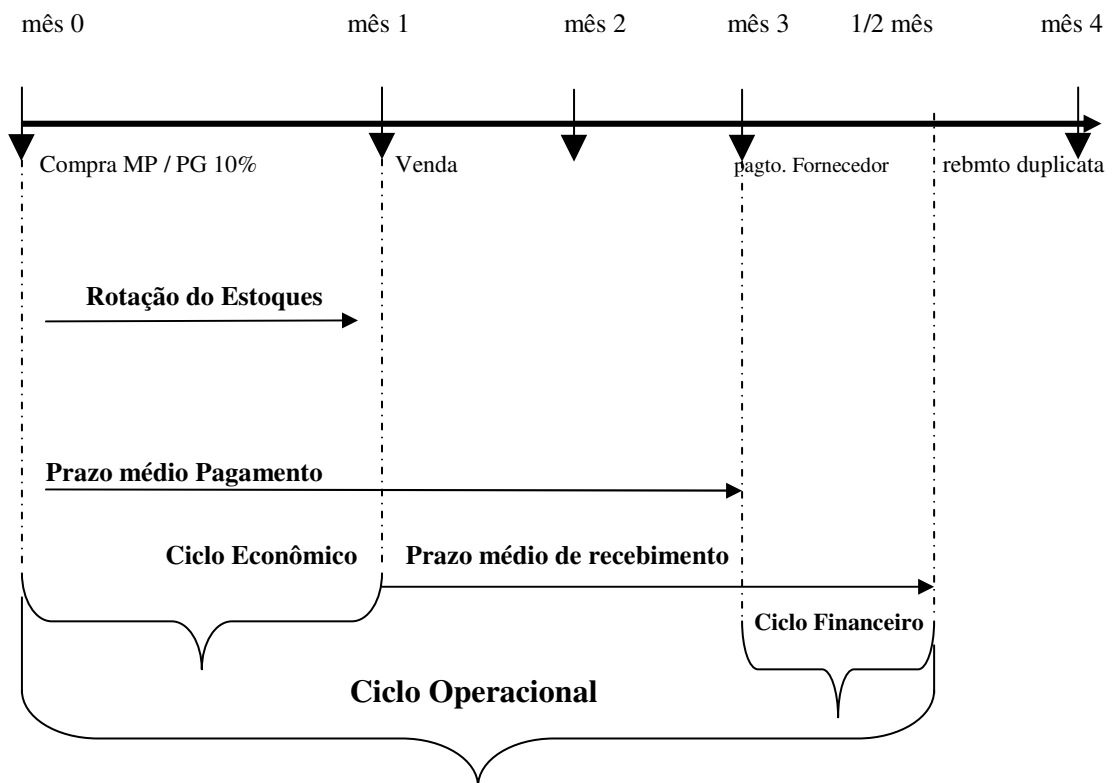 mês 0 mês 1 mês 2 mês 3 1/2 mês mês 4
Compra MP / PG 10% Venda pagto. Fornecedor rebmto duplicata
Rotação do Estoques
Prazo médio Pagamento
Ciclo Econômico Prazo médio de recebimento
Ciclo Financeiro
Ciclo Operacional